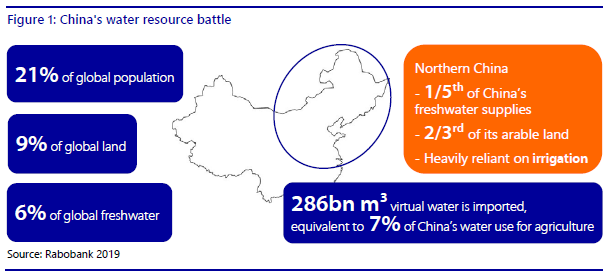 Figure 1: China's water resource battle
21% of global population
9% of global land
6% of global freshwater
Northern China
- 1/5th of China's
freshwater supplies
- 2/3rd of its arable land
- Heavily reliant on irrigation
286bn m³ virtual water is imported,
equivalent to 7% of China's water use for agriculture
Source: Rabobank 2019